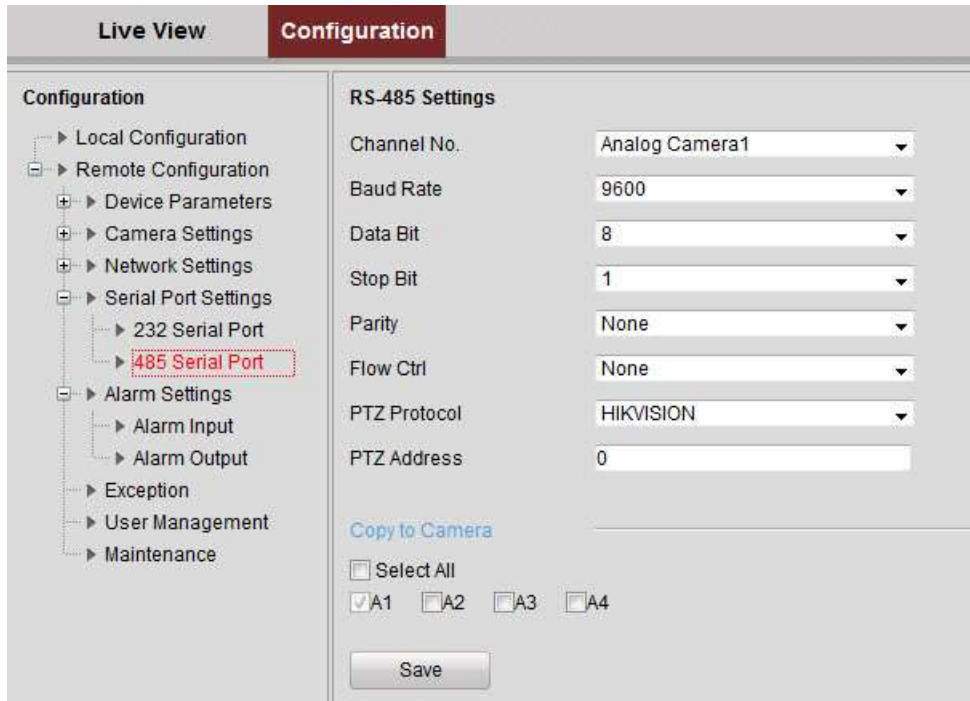 Live View Configuration
Configuration
Local Configuration
Remote Configuration
Device Parameters
Camera Settings
Network Settings
Serial Port Settings
232 Serial Port
485 Serial Port
Alarm Settings
Alarm Input
Alarm Output
Exception
User Management
Maintenance
RS-485 Settings
Channel No. Analog Camera1
Baud Rate 9600
Data Bit 8
Stop Bit 1
Parity None
Flow Ctrl None
PTZ Protocol HIKVISION
PTZ Address 0
Copy to Camera
Select All
A1 A2 A3 A4
Save